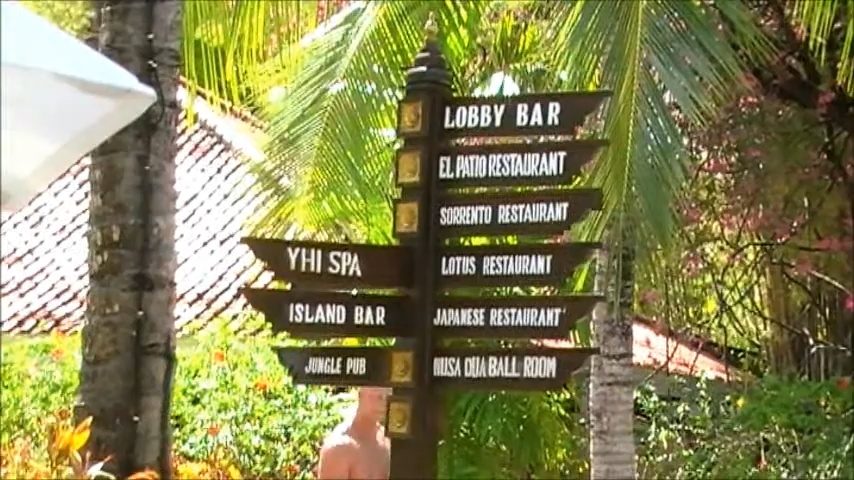 LOBBY BAR
EL PATIO RESTAURANT
SORRENTO RESTAURANT
YHI SPA
LOTUS RESTAURANT
ISLAND BAR
JAPANESE RESTAURANT
JUNGLE PUB
NUSA DUA BALL ROOM